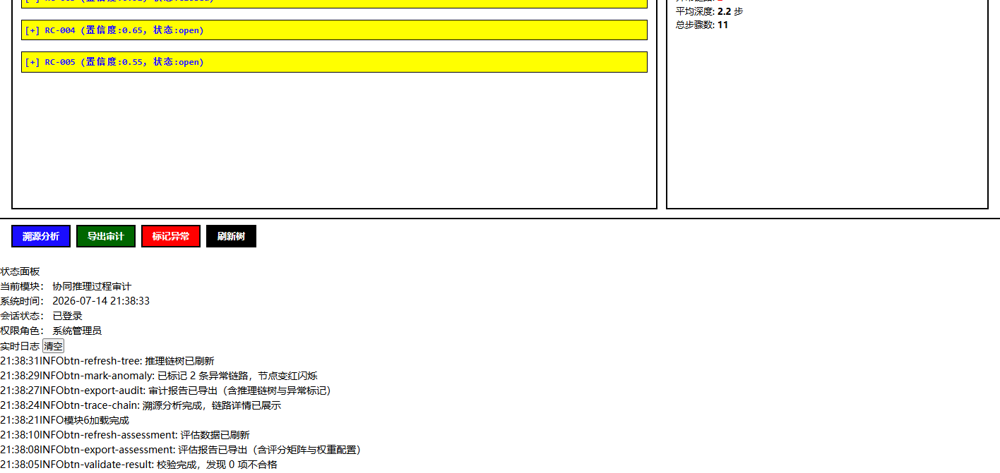 [+] RC-004 (置信度:0.65, 状态:open)
[+] RC-005 (置信度:0.55, 状态:open)
平均深度: 2.2 步
总步骤数: 11
溯源分析 导出审计 标记异常 刷新树
状态面板
当前模块： 协同推理过程审计
系统时间： 2026-07-14 21:38:33
会话状态： 已登录
权限角色： 系统管理员
实时日志 清空
21:38:31INFObtn-refresh-tree: 推理链树已刷新
21:38:29INFObtn-mark-anomaly: 已标记 2 条异常链路，节点变红闪烁
21:38:27INFObtn-export-audit: 审计报告已导出（含推理链树与异常标记）
21:38:24INFObtn-trace-chain: 溯源分析完成，链路详情已展示
21:38:21INFO模块6加载完成
21:38:10INFObtn-refresh-assessment: 评估数据已刷新
21:38:08INFObtn-export-assessment: 评估报告已导出（含评分矩阵与权重配置）
21:38:05INFObtn-validate-result: 校验完成，发现 0 项不合格